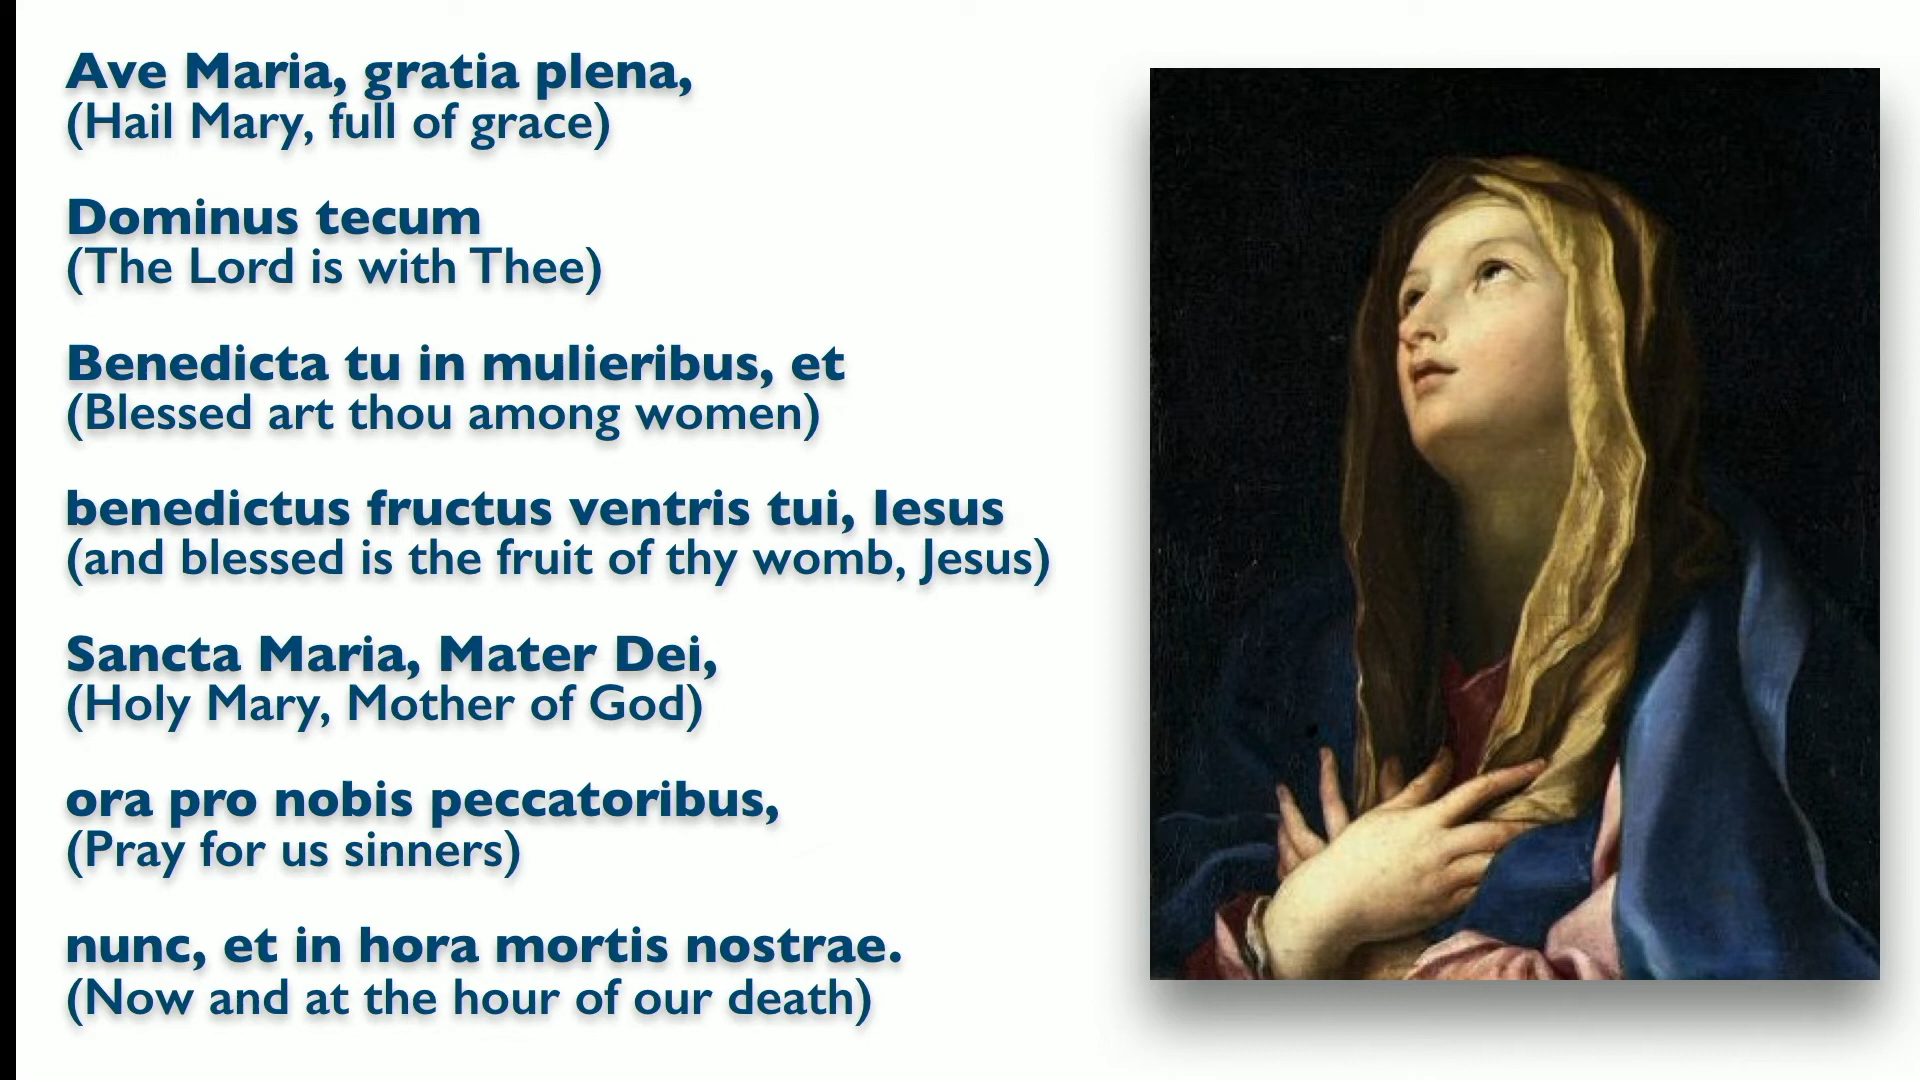 Ave Maria, gratia plena,
(Hail Mary, full of grace)
Dominus tecum
(The Lord is with Thee)
Benedicta tu in mulieribus, et
(Blessed art thou among women)
benedictus fructus ventris tui, Iesus
(and blessed is the fruit of thy womb, Jesus)
Sancta Maria, Mater Dei,
(Holy Mary, Mother of God)
ora pro nobis peccatoribus,
(Pray for us sinners)
nunc, et in hora mortis nostrae.
(Now and at the hour of our death)